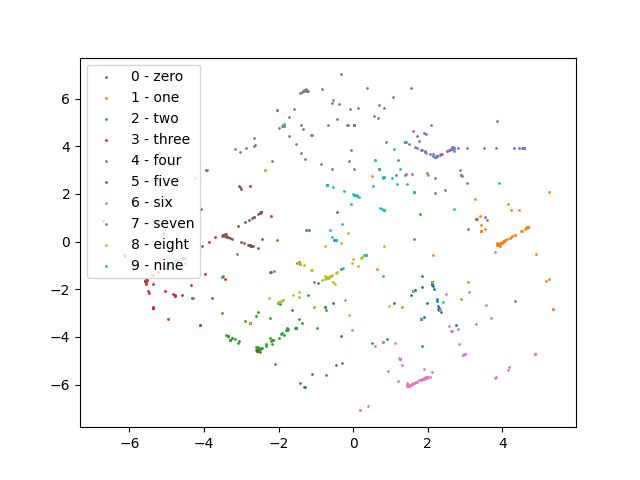 0 - zero
1 - one
2 - two
3 - three
4 - four
5 - five
6 - six
7 - seven
8 - eight
9 - nine
6
4
2
0
−2
−4
−6
−6
−4
−2
0
2
4